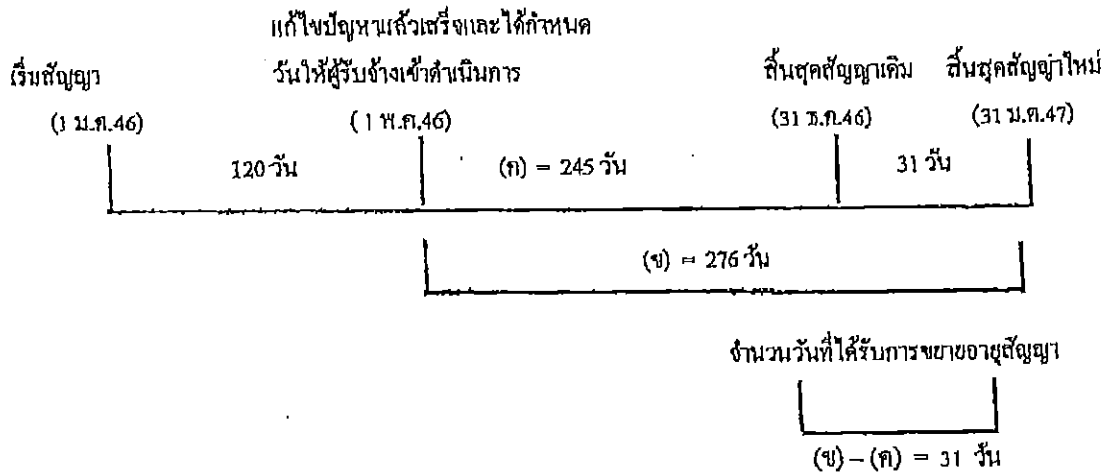 แก้ไขปัญหาแล้วเสร็จและได้กำหนด
เริ่มสัญญา วันให้ผู้รับจ้างเข้าดำเนินการ สิ้นสุดสัญญาเดิม สิ้นสุดสัญญาใหม่
(1 ม.ค.46) (1 พ.ค.46) (31 ธ.ค.46) (31 ม.ค.47)
120 วัน (ก) = 245 วัน 31 วัน
(ข) = 276 วัน
จำนวนวันที่ได้รับการขยายอายุสัญญา
(ข) – (ค) = 31 วัน